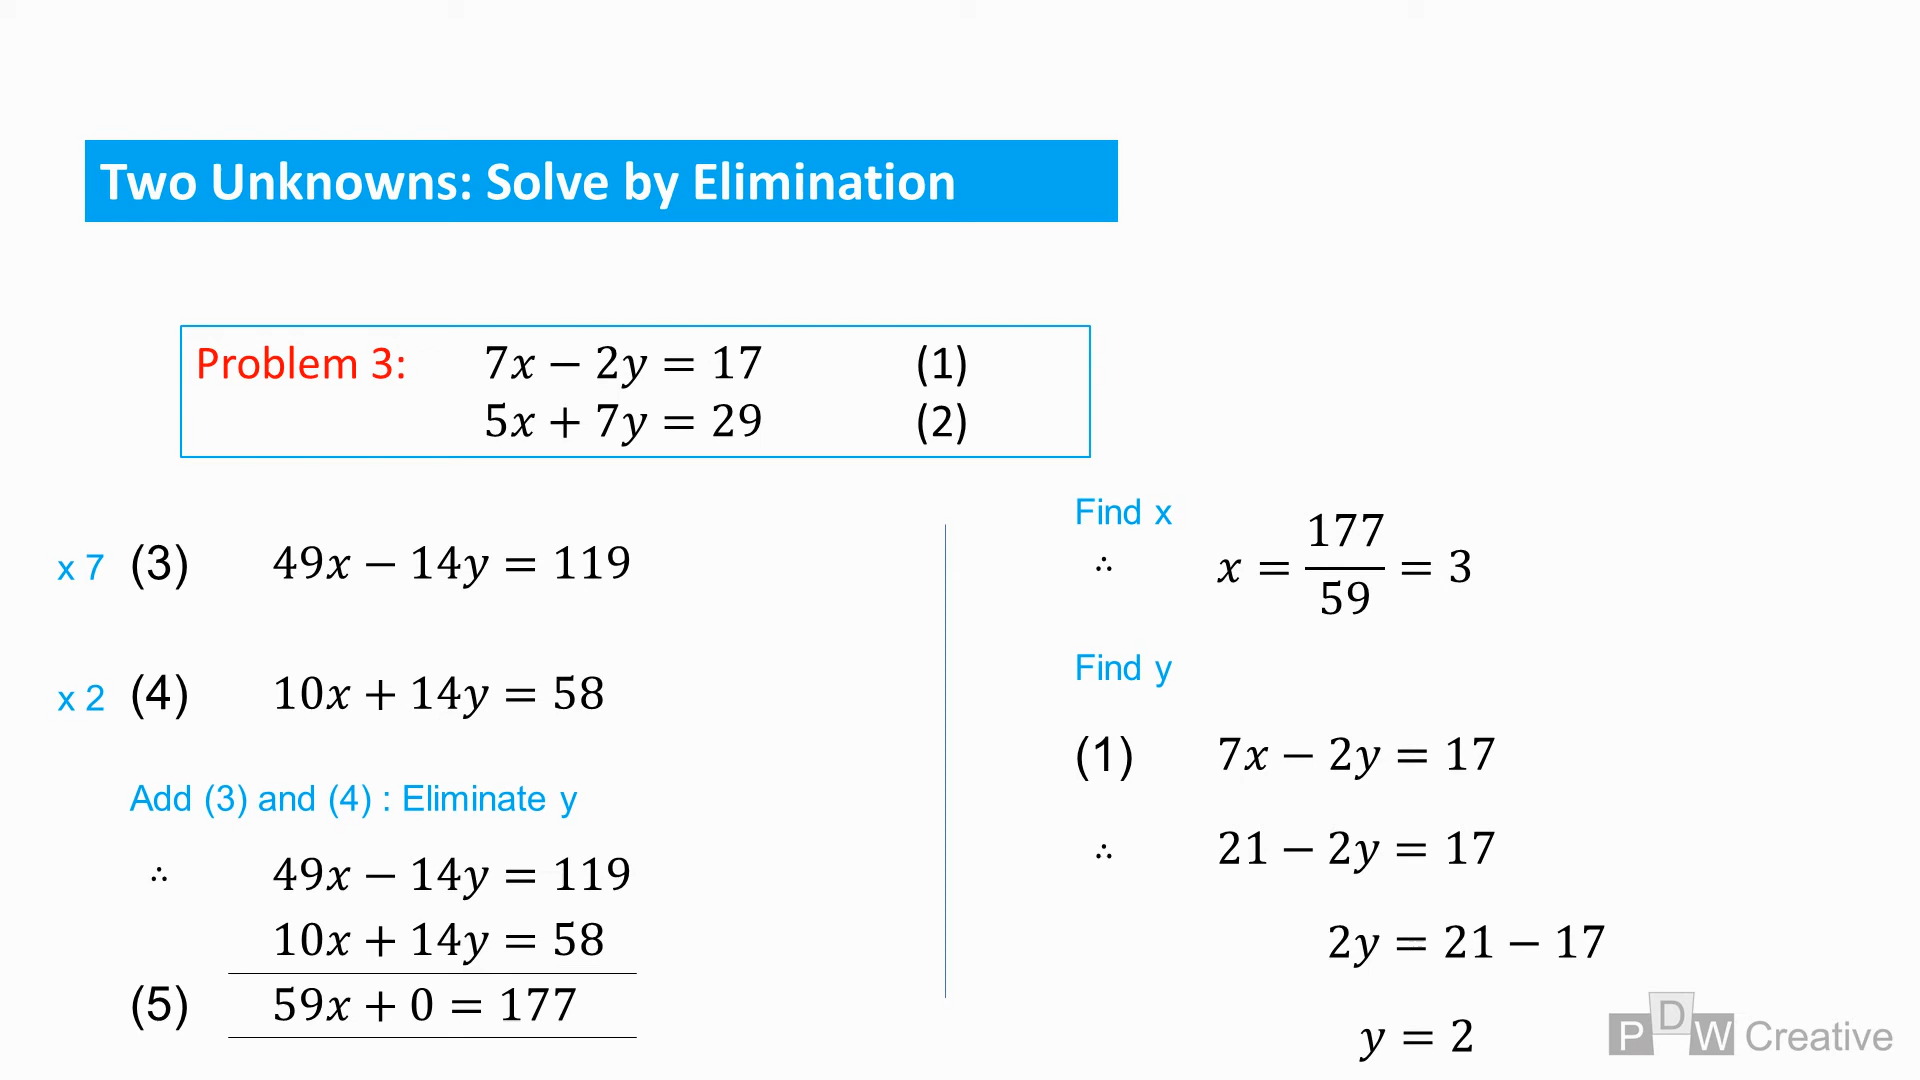 Two Unknowns: Solve by Elimination
Problem 3: 7x − 2y = 17 (1)
5x + 7y = 29 (2)
x 7 (3) 49x − 14y = 119
x 2 (4) 10x + 14y = 58
Add (3) and (4) : Eliminate y
∴ 49x − 14y = 119
10x + 14y = 58
(5) 59x + 0 = 177
Find x
∴ x = 177/59 = 3
Find y
(1) 7x − 2y = 17
∴ 21 − 2y = 17
2y = 21 − 17
y = 2
PDW Creative